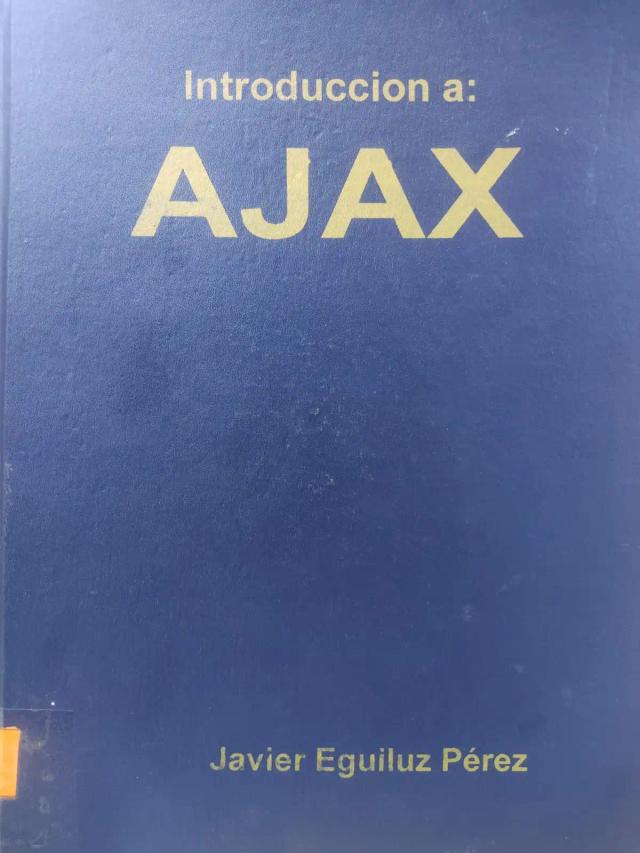 Introduccion a:
AJAX
Javier Eguiluz Pérez